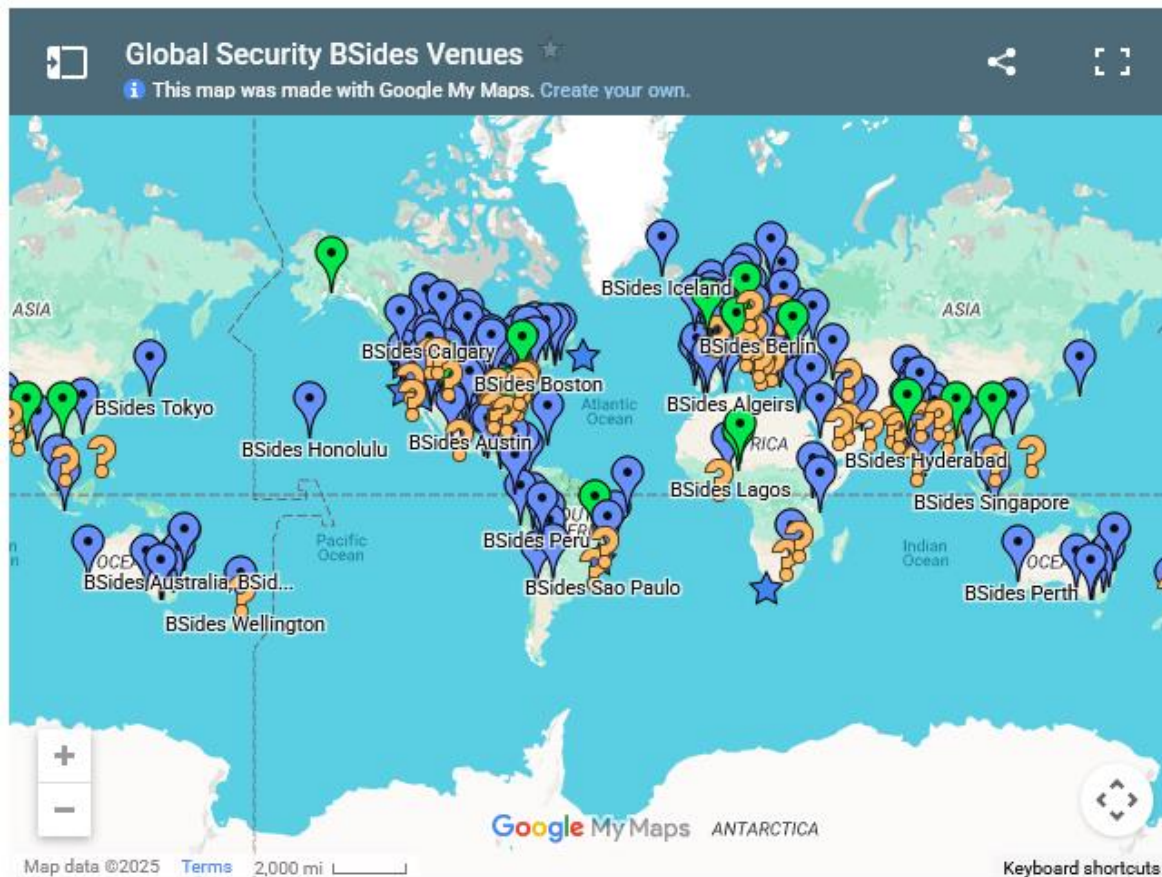 Global Security BSides Venues
This map was made with Google My Maps. Create your own.
BSides Iceland
ASIA
ASIA
BSides Calgary
BSides Berlin
BSides Boston
BSides Tokyo
Atlantic
Ocean
BSides Algeirs
BSides Honolulu
BSides Austin
RICA
BSides Hyderabad
BSides Lagos
BSides Singapore
Pacific
Ocean
BSides Peru
Indian
Ocean
OCEA
OCEA
BSides Australia, BSid...
BSides Sao Paulo
BSides Perth
BSides Wellington
+
−
Google My Maps
ANTARCTICA
Map data ©2025 Terms 2,000 mi Keyboard shortcuts